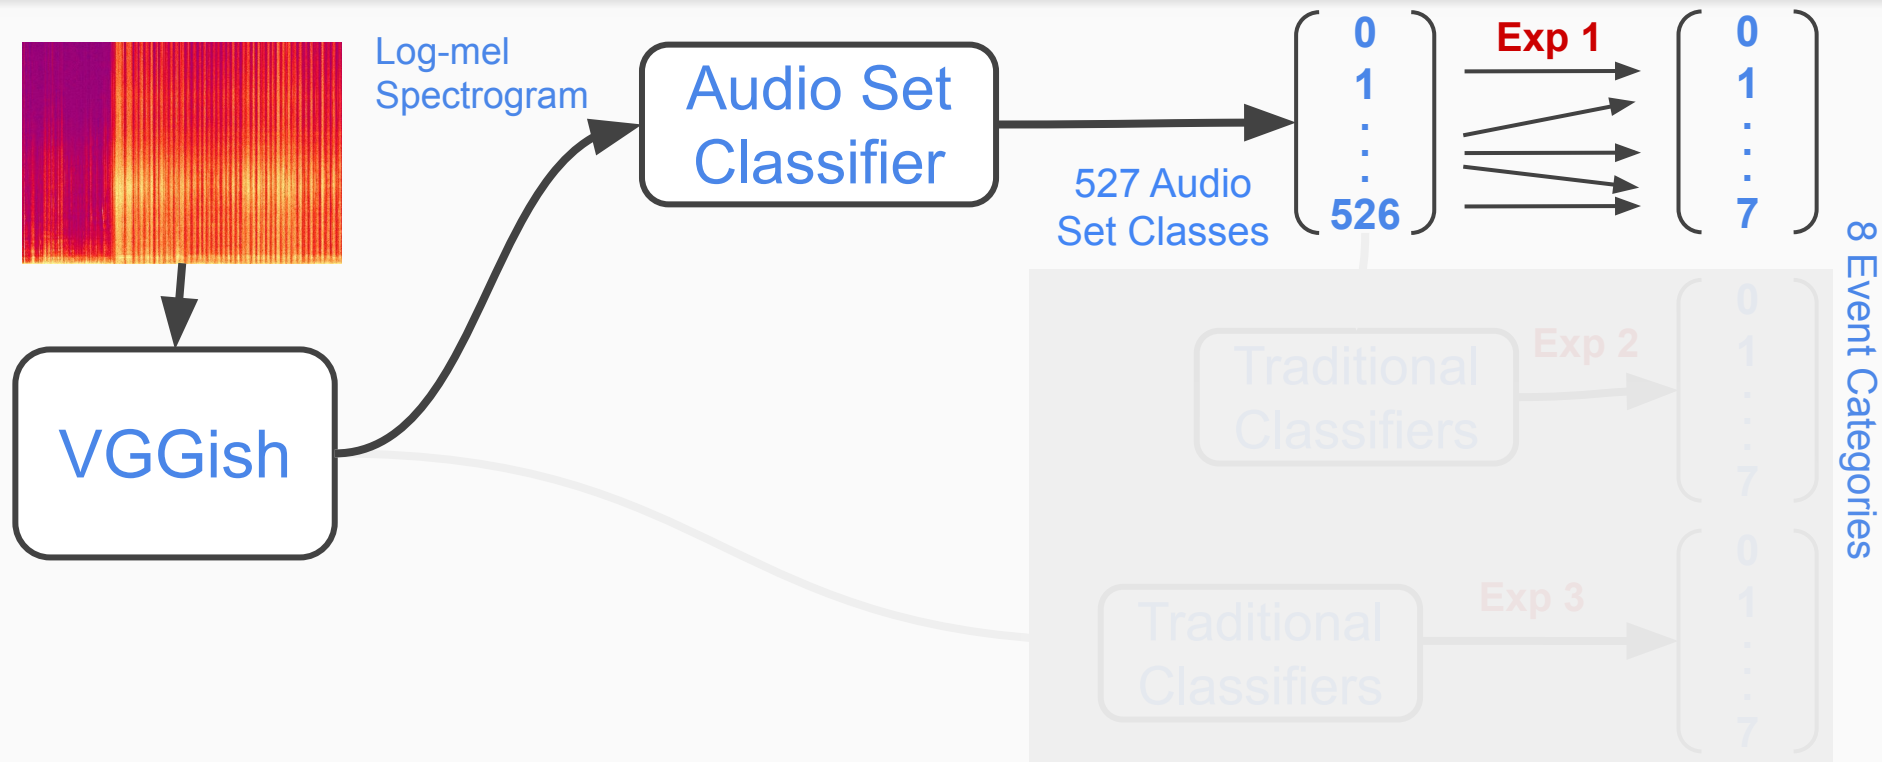 Log-mel
Spectrogram
VGGish
Audio Set
Classifier
527 Audio
Set Classes
0
1
.
.
.
526
Exp 1
0
1
.
.
.
7
Traditional
Classifiers
Exp 2
0
1
.
.
.
7
Traditional
Classifiers
Exp 3
0
1
.
.
.
7
8 Event Categories